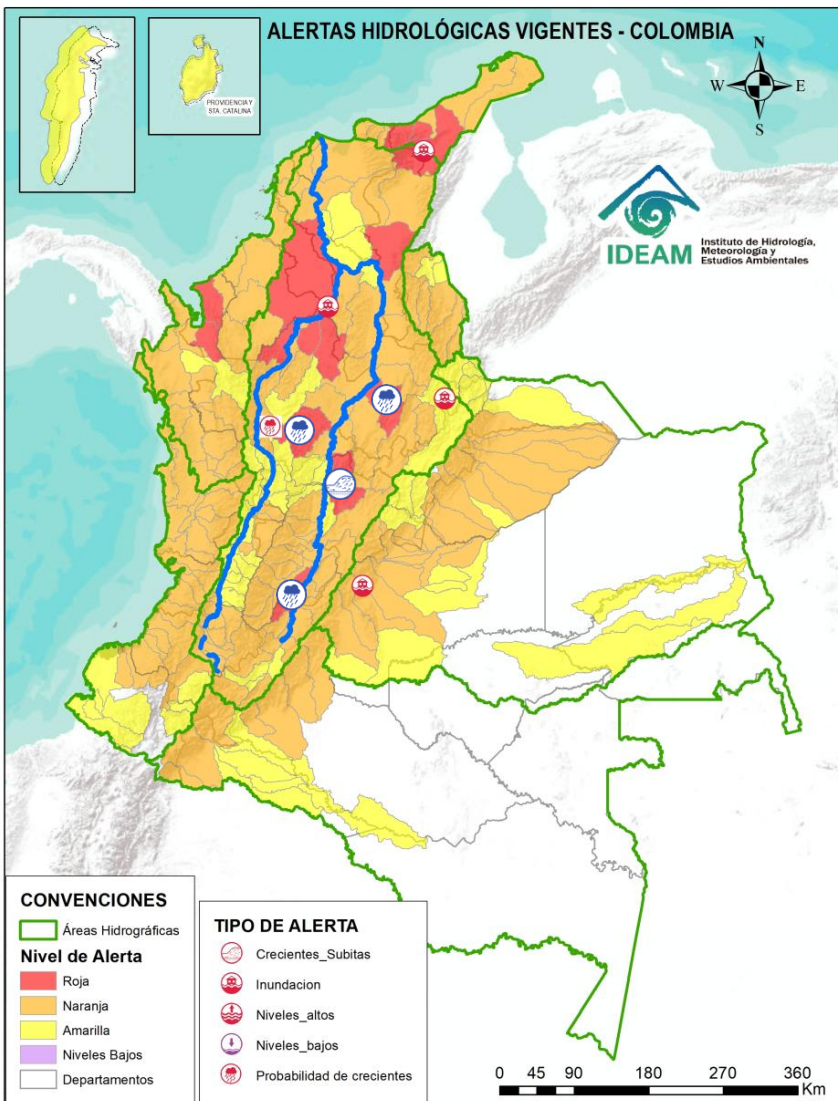 ALERTAS HIDROLÓGICAS VIGENTES - COLOMBIA
PROVIDENCIA Y
STA. CATALINA
N
W
E
S
IDEAM
Instituto de Hidrología,
Meteorología y
Estudios Ambientales
CONVENCIONES
Áreas Hidrográficas
Nivel de Alerta
Roja
Naranja
Amarilla
Niveles Bajos
Departamentos
TIPO DE ALERTA
Crecientes_Subitas
Inundacion
Niveles_altos
Niveles_bajos
Probabilidad de crecientes
0 45 90 180 270 360
Km